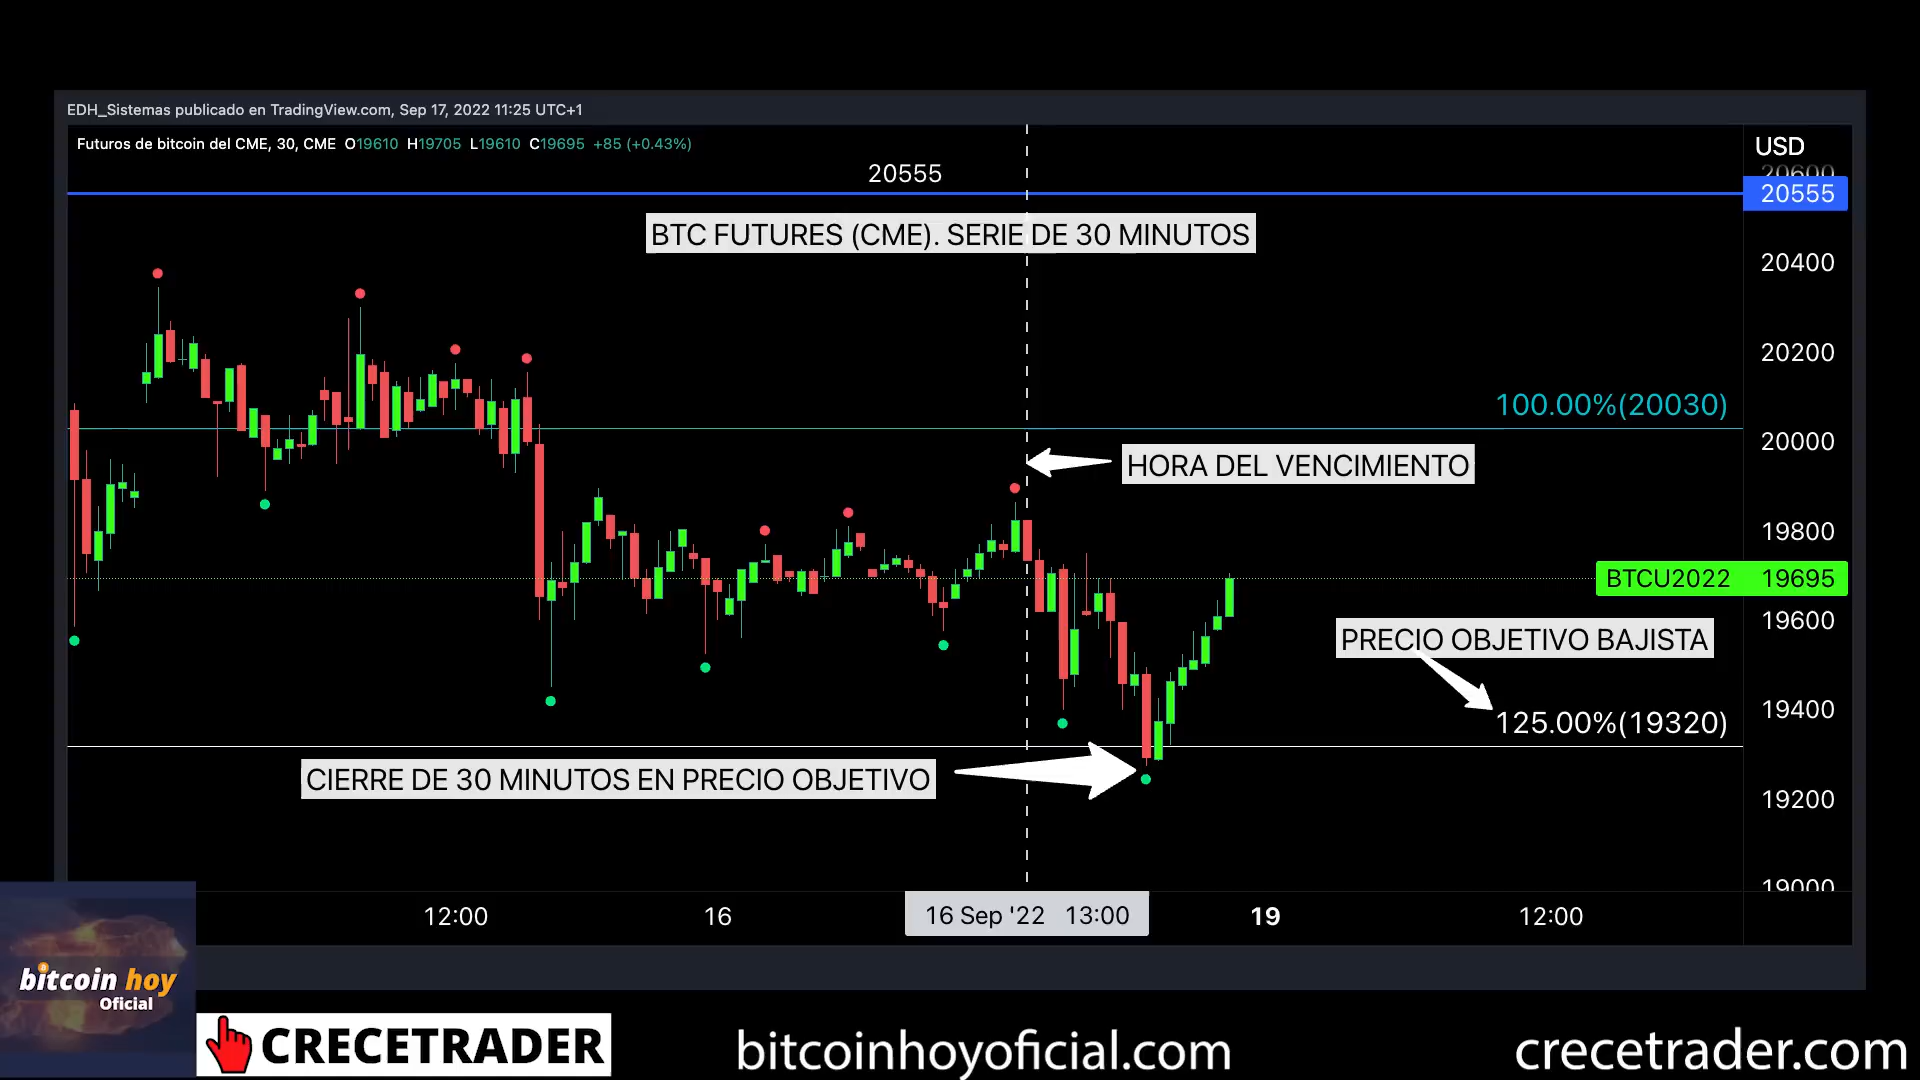 EDH_Sistemas publicado en TradingView.com, Sep 17, 2022 11:25 UTC+1
Futuros de bitcoin del CME, 30, CME O19610 H19705 L19610 C19695 +85 (+0.43%)
USD
20600
20555
20555
BTC FUTURES (CME). SERIE DE 30 MINUTOS
20400
20200
100.00%(20030)
20000
HORA DEL VENCIMIENTO
19800
BTCU2022 19695
19600
PRECIO OBJETIVO BAJISTA
19400
125.00%(19320)
CIERRE DE 30 MINUTOS EN PRECIO OBJETIVO
19200
19000
12:00
16
16 Sep '22 13:00
19
12:00
bitcoin hoy
Oficial
CRECETRADER
bitcoinhoyoficial.com
crecetrader.com